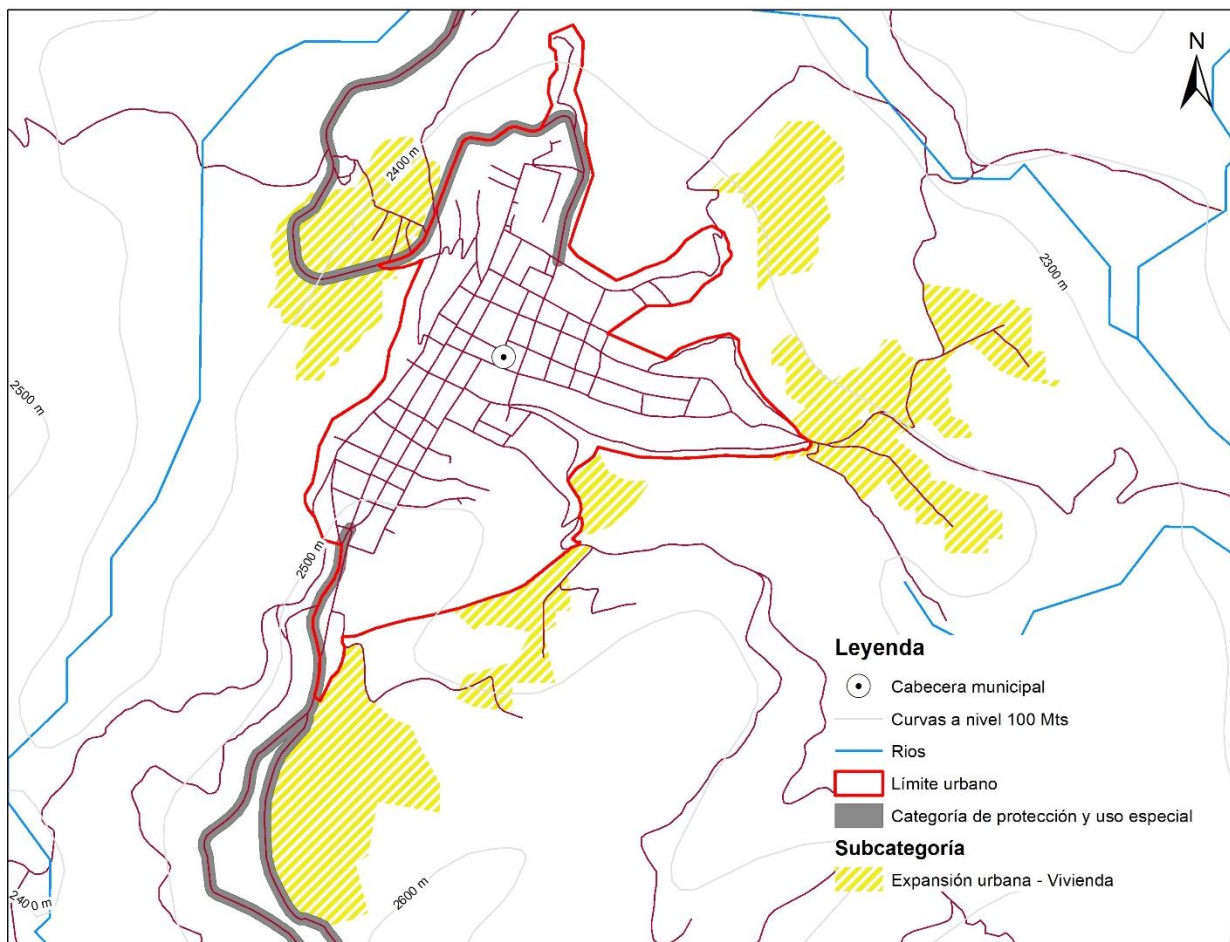 N
2400 m
2300 m
2500 m
2500 m
2600 m
2400 m
Leyenda
Cabecera municipal
Curvas a nivel 100 Mts
Rios
Límite urbano
Categoría de protección y uso especial
Subcategoría
Expansión urbana - Vivienda